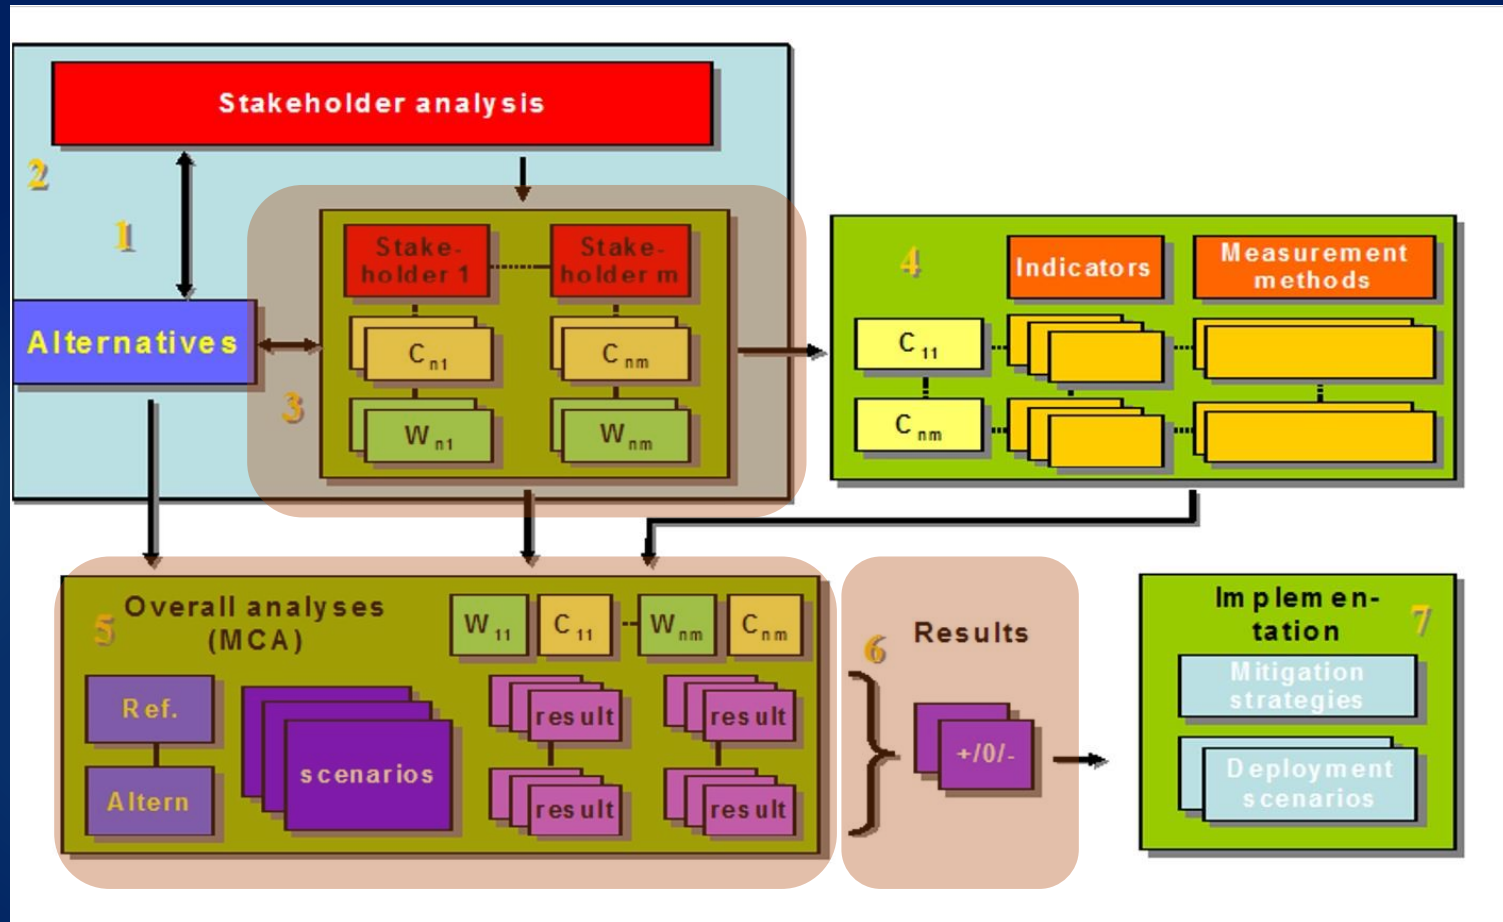 Stakeholder analysis
2
1
Stake-
holder 1
Stake-
holder m
Alternatives
3
C n1
C nm
W n1
W nm
4
Indicators
Measurement
methods
C 11
C nm
5
Overall analyses
(MCA)
W 11
C 11
W nm
C nm
Ref.
Altern
scenarios
result
result
result
result
6
Results
+/0/-
Implemen-
tation
7
Mitigation
strategies
Deployment
scenarios